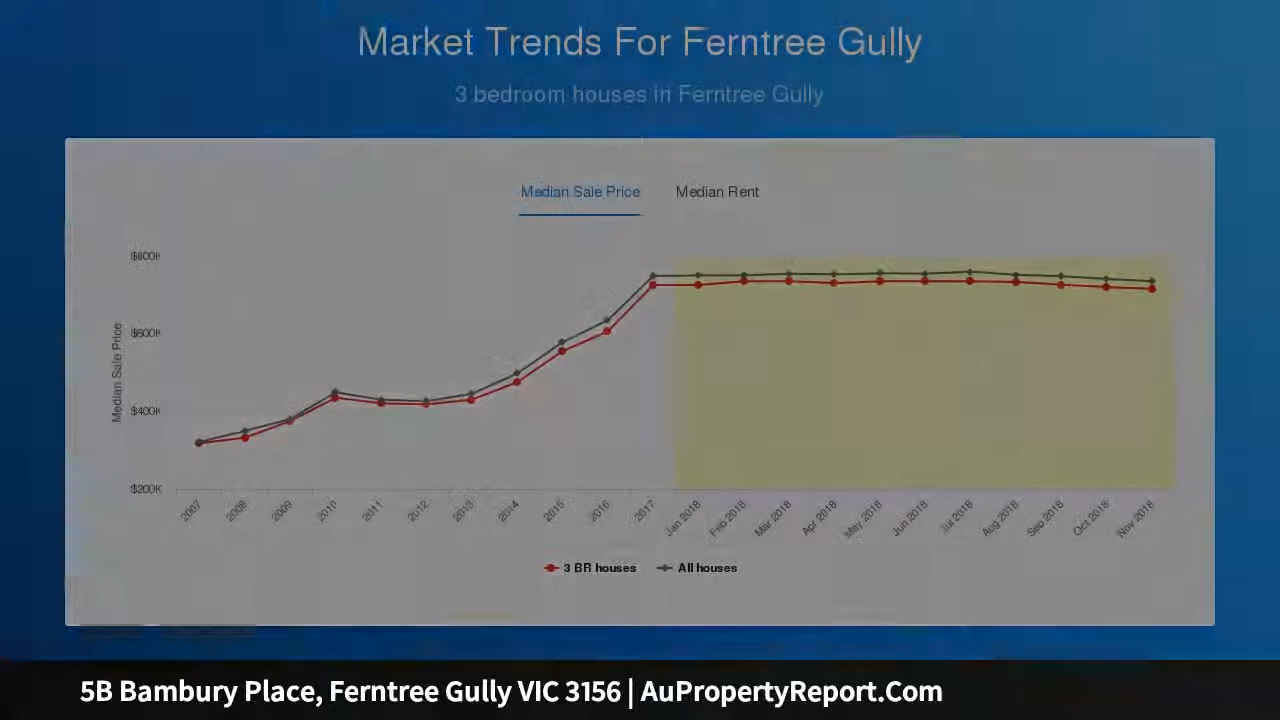 Market Trends For Ferntree Gully
3 bedroom houses in Ferntree Gully
Median Sale Price Median Rent
$800K
$600K
$400K
$200K
Median Sale Price
2007 2008 2009 2010 2011 2012 2013 2014 2015 2016 2017 Jan 2018 Feb 2018 Mar 2018 Apr 2018 May 2018 Jun 2018 Jul 2018 Aug 2018 Sep 2018 Oct 2018 Nov 2018
3 BR houses All houses
5B Bambury Place, Ferntree Gully VIC 3156 | AuPropertyReport.Com